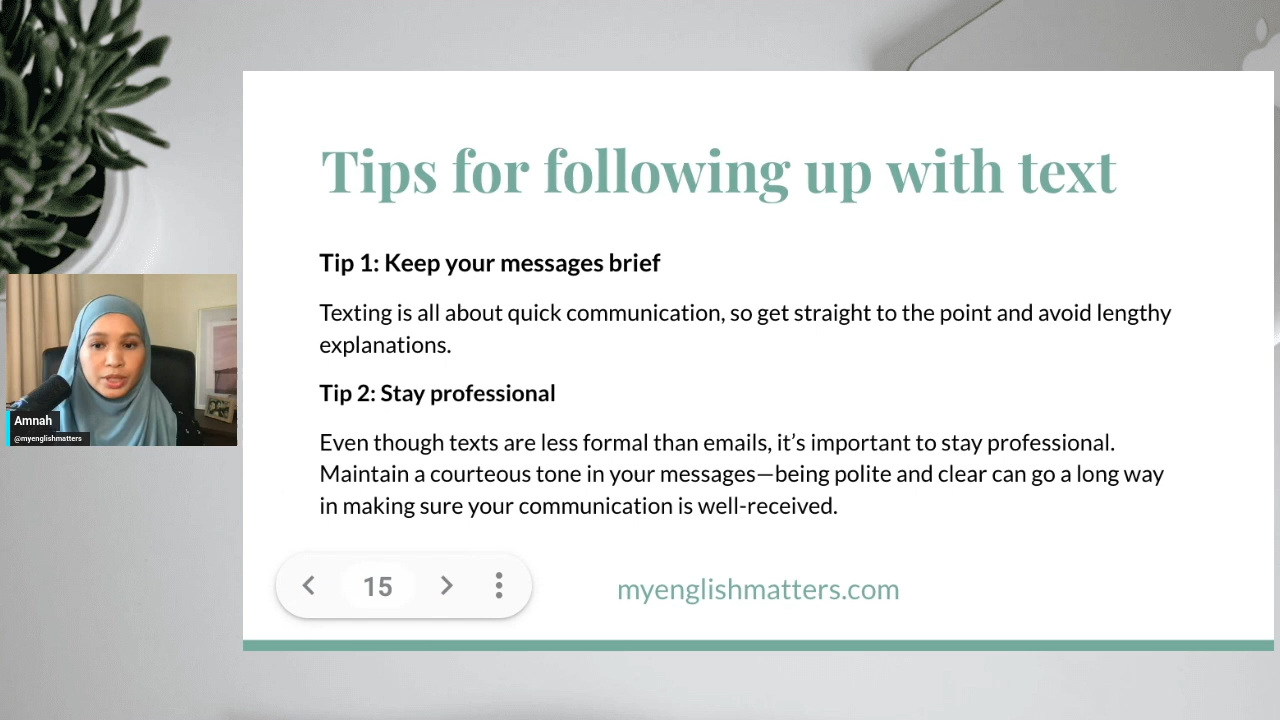 Tips for following up with text
Tip 1: Keep your messages brief
Texting is all about quick communication, so get straight to the point and avoid lengthy
explanations.
Tip 2: Stay professional
Even though texts are less formal than emails, it’s important to stay professional.
Maintain a courteous tone in your messages—being polite and clear can go a long way
in making sure your communication is well-received.
Amnah
@myenglishmatters
15
myenglishmatters.com